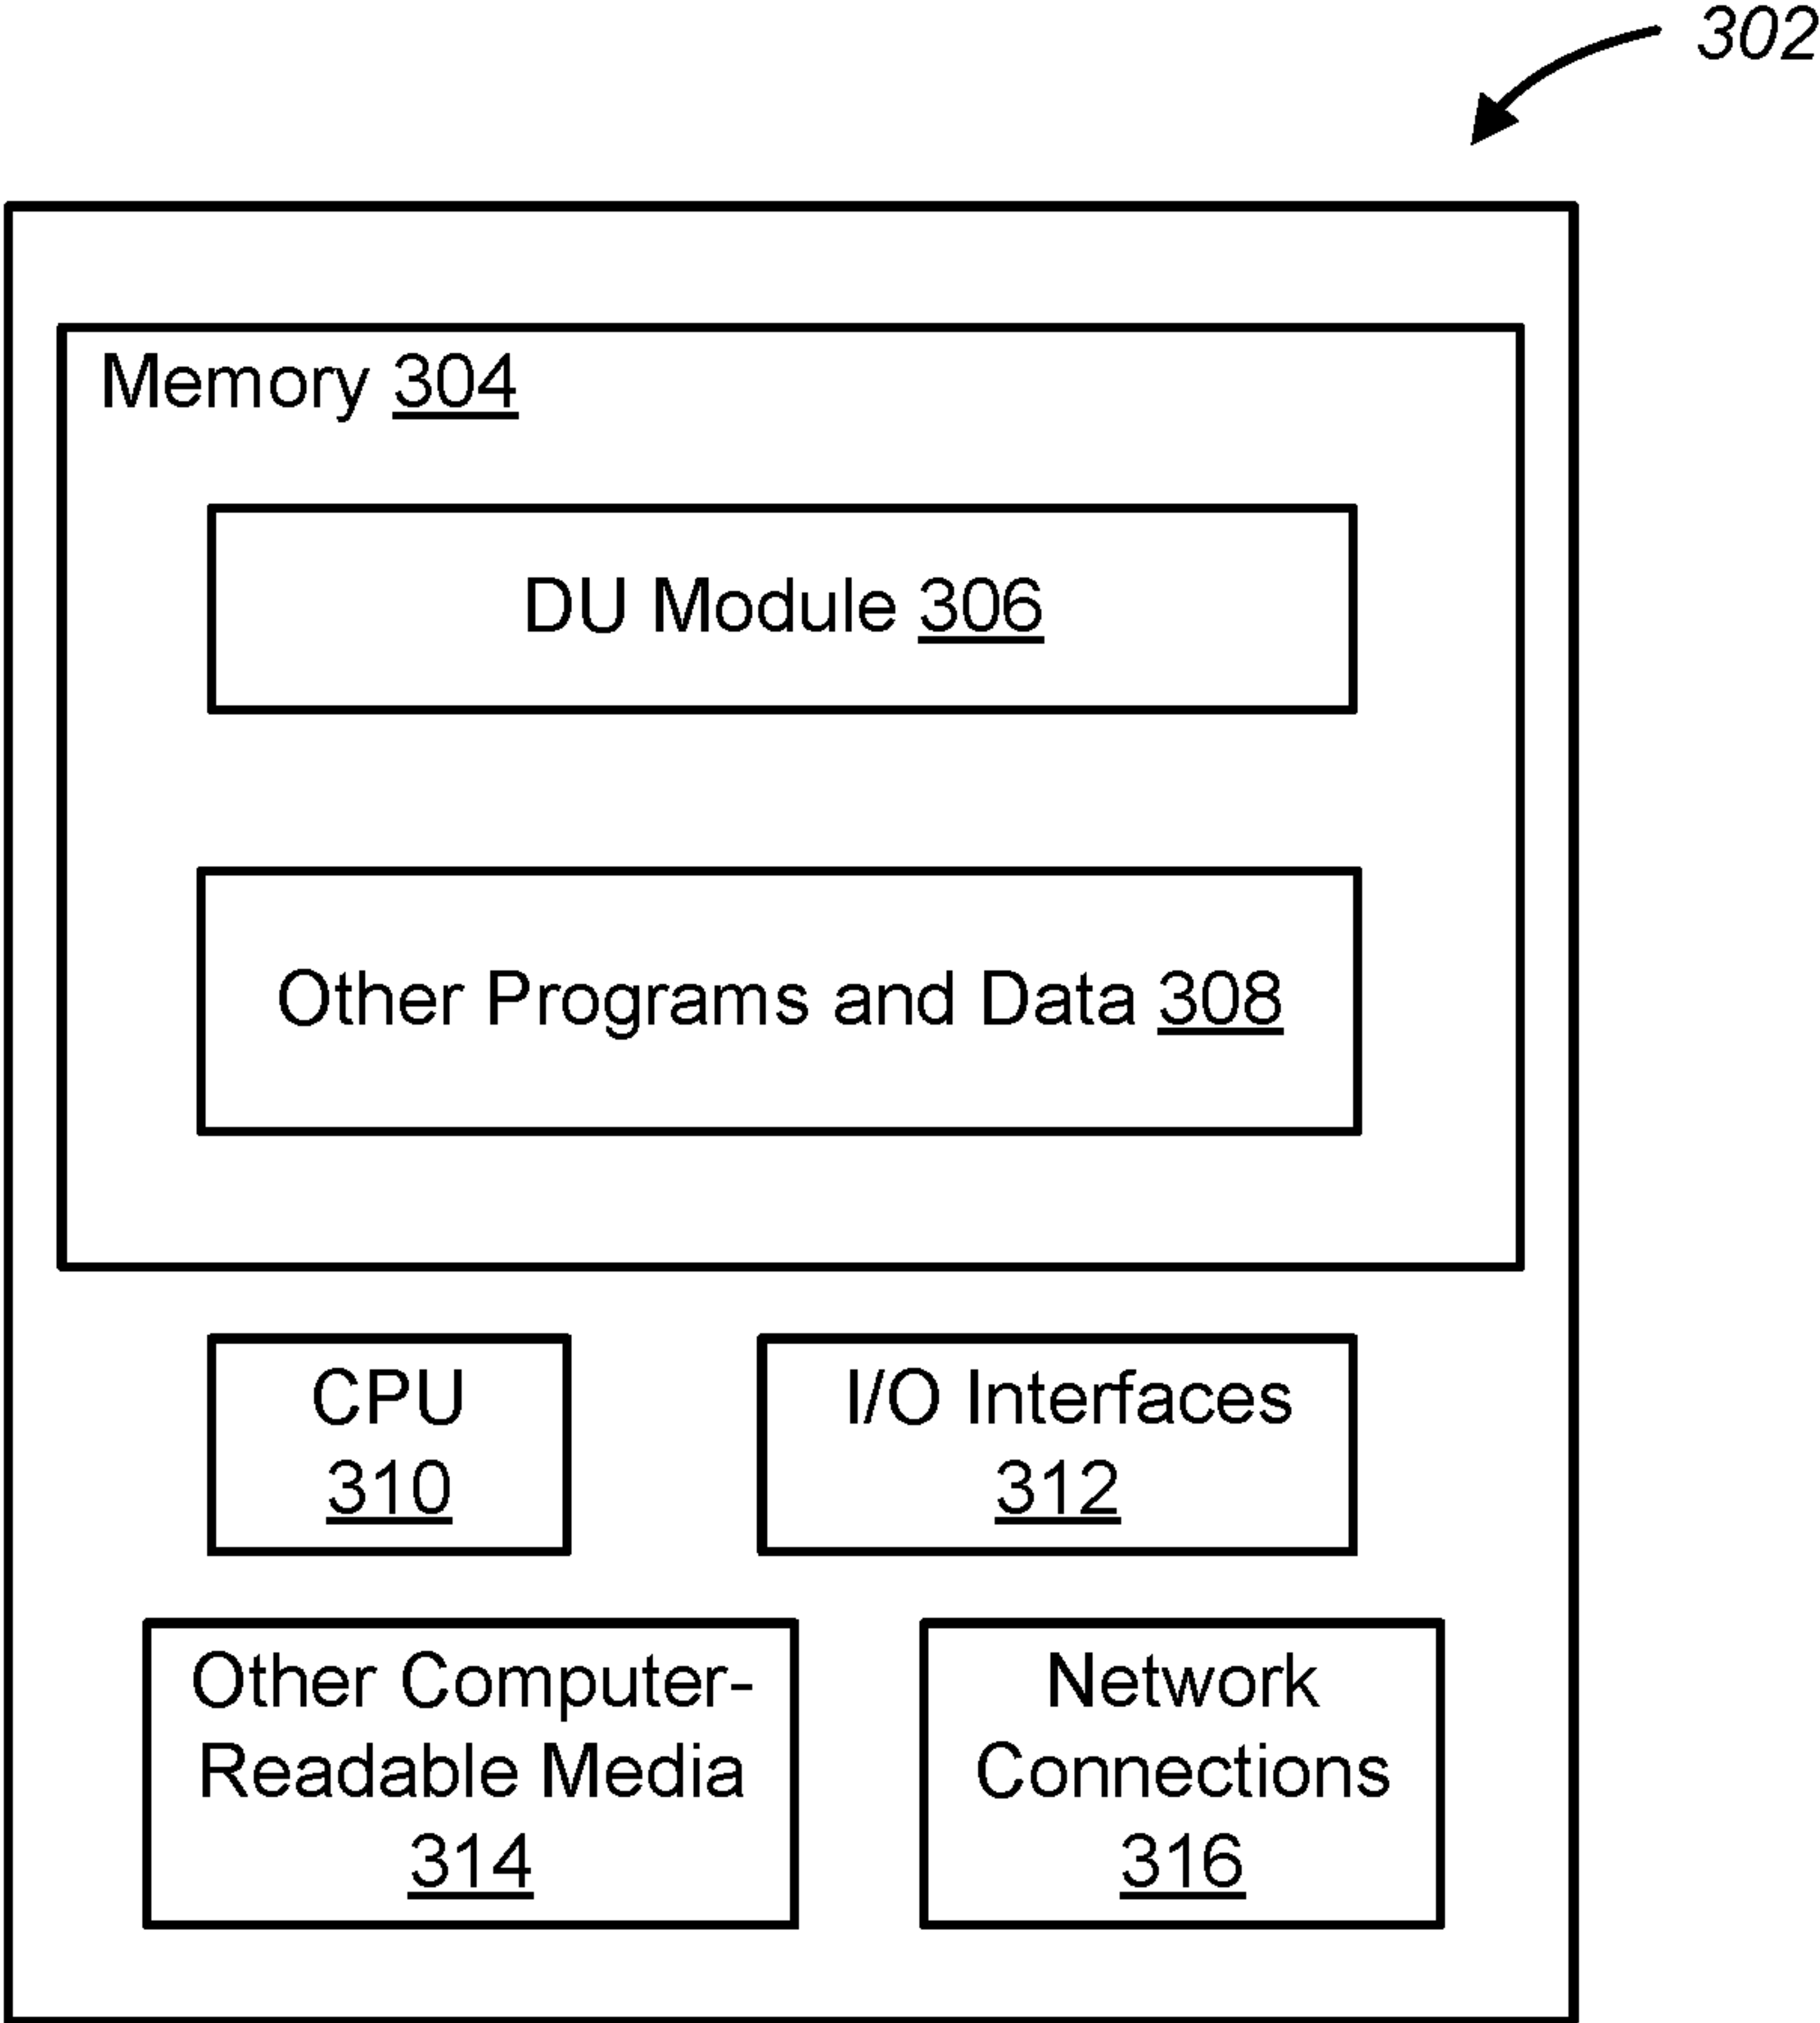 302
Memory 304
DU Module 306
Other Programs and Data 308
CPU
310
I/O Interfaces
312
Other Computer-
Readable Media
314
Network
Connections
316